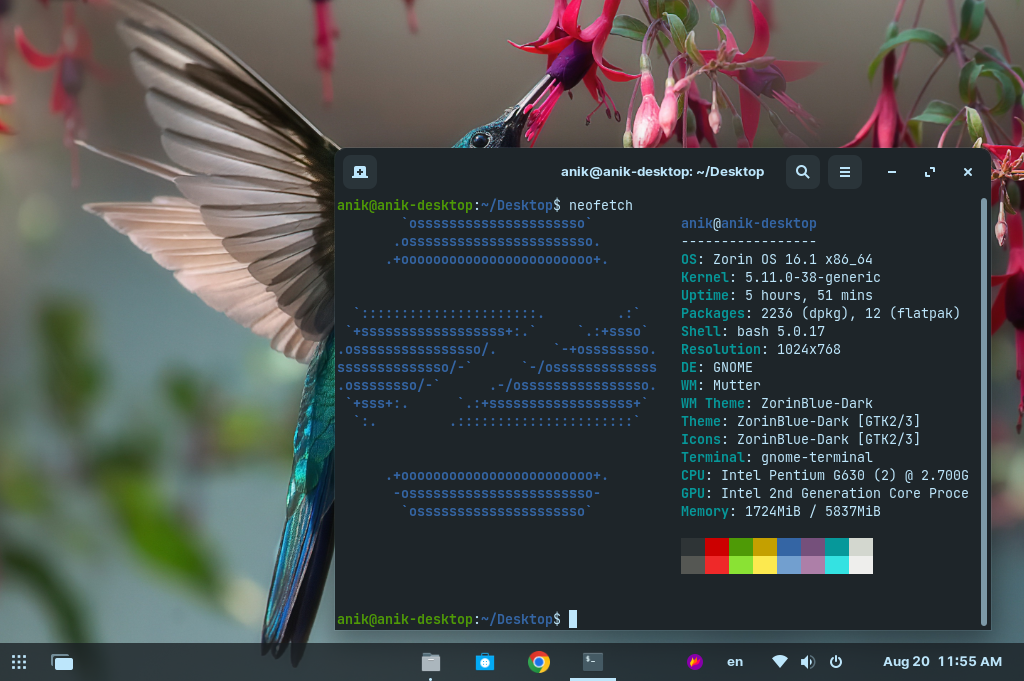 anik@anik-desktop: ~/Desktop
anik@anik-desktop:~/Desktop$ neofetch
`osssssssssssssssssssso`
.osssssssssssssssssssssso.
.+oooooooooooooooooooooooo+.
`::::::::::::::::::::::. .:`
`+ssssssssssssssssss+:.` `.:+ssso`
.ossssssssssssssso/. `-+ossssssso.
ssssssssssssso/-` `-/osssssssssssss
.ossssssso/-` .-/ossssssssssssssso.
`+sss+:. `.:+ssssssssssssssssss+`
`:. .::::::::::::::::::::::`
.+oooooooooooooooooooooooo+.
-osssssssssssssssssssssso-
`osssssssssssssssssssso`
anik@anik-desktop
-----------------
OS: Zorin OS 16.1 x86_64
Kernel: 5.11.0-38-generic
Uptime: 5 hours, 51 mins
Packages: 2236 (dpkg), 12 (flatpak)
Shell: bash 5.0.17
Resolution: 1024x768
DE: GNOME
WM: Mutter
WM Theme: ZorinBlue-Dark
Theme: ZorinBlue-Dark [GTK2/3]
Icons: ZorinBlue-Dark [GTK2/3]
Terminal: gnome-terminal
CPU: Intel Pentium G630 (2) @ 2.700G
GPU: Intel 2nd Generation Core Proce
Memory: 1724MiB / 5837MiB
anik@anik-desktop:~/Desktop$
en
Aug 20 11:55 AM